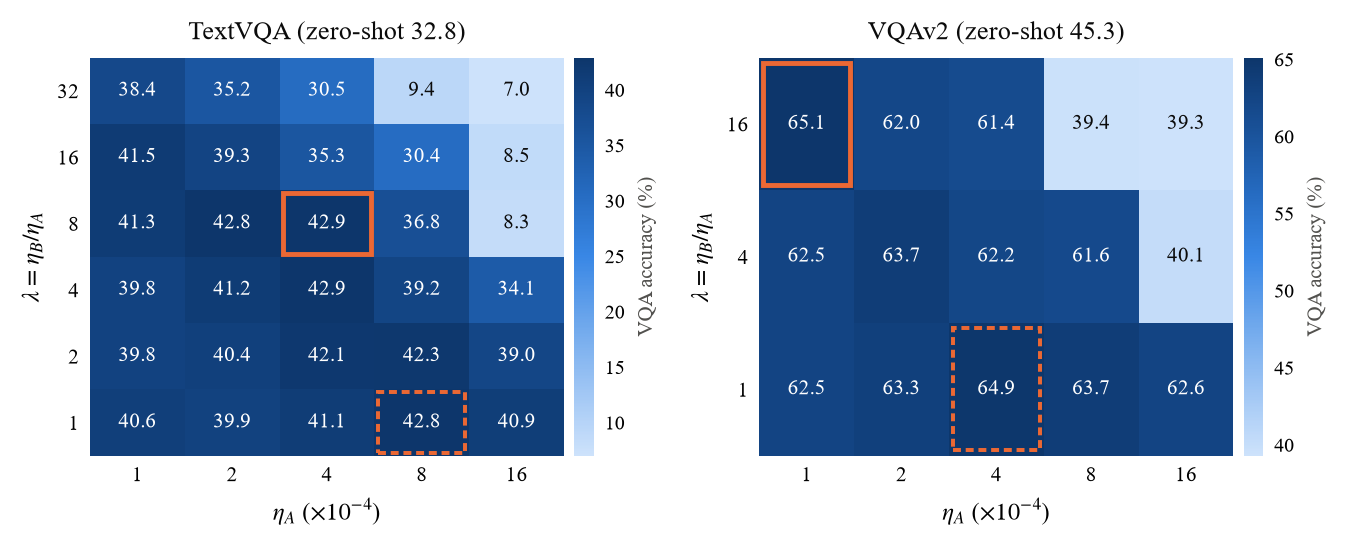 TextVQA (zero-shot 32.8)
32 38.4 35.2 30.5 9.4 7.0
16 41.5 39.3 35.3 30.4 8.5
8 41.3 42.8 42.9 36.8 8.3
4 39.8 41.2 42.9 39.2 34.1
2 39.8 40.4 42.1 42.3 39.0
1 40.6 39.9 41.1 42.8 40.9
1 2 4 8 16
η_A (×10⁻⁴)
λ = η_B/η_A
40
35
30
25
20
15
10
VQA accuracy (%)
VQAv2 (zero-shot 45.3)
16 65.1 62.0 61.4 39.4 39.3
4 62.5 63.7 62.2 61.6 40.1
1 62.5 63.3 64.9 63.7 62.6
1 2 4 8 16
η_A (×10⁻⁴)
λ = η_B/η_A
65
60
55
50
45
40
VQA accuracy (%)